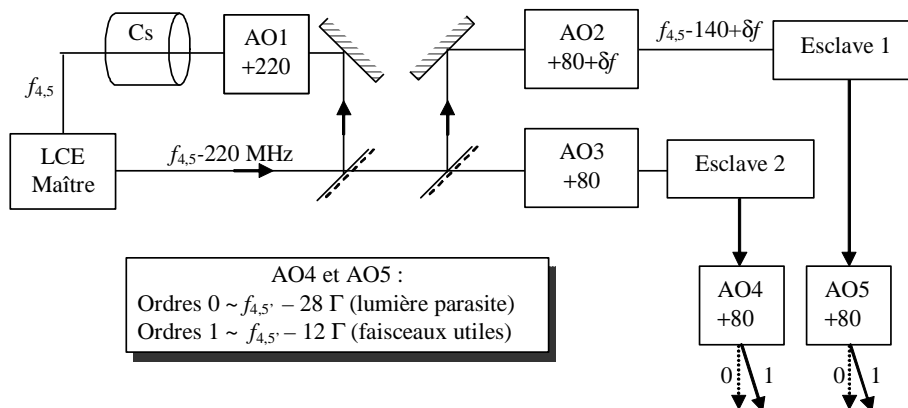 Cs
AO1
+220
AO2
+80+δf
f4,5-140+δf
Esclave 1
f4,5
LCE
Maître
f4,5-220 MHz
AO3
+80
Esclave 2
AO4 et AO5 :
Ordres 0 ~ f4,5' – 28 Γ (lumière parasite)
Ordres 1 ~ f4,5' – 12 Γ (faisceaux utiles)
AO4
+80
AO5
+80
0
1
0
1